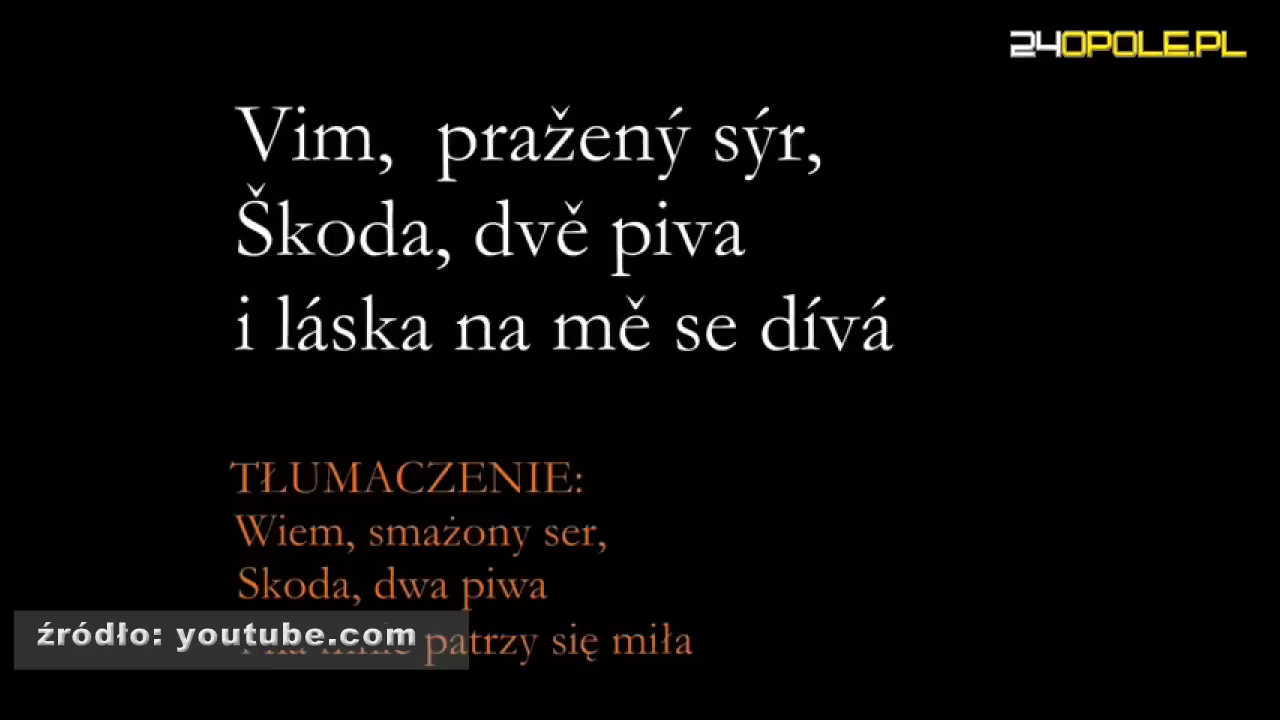 24OPOLE.PL
Vim, pražený sýr,
Škoda, dvě piva
i láska na mě se dívá
TŁUMACZENIE:
Wiem, smażony ser,
Skoda, dwa piwa
patrzy się miła
źródło: youtube.com